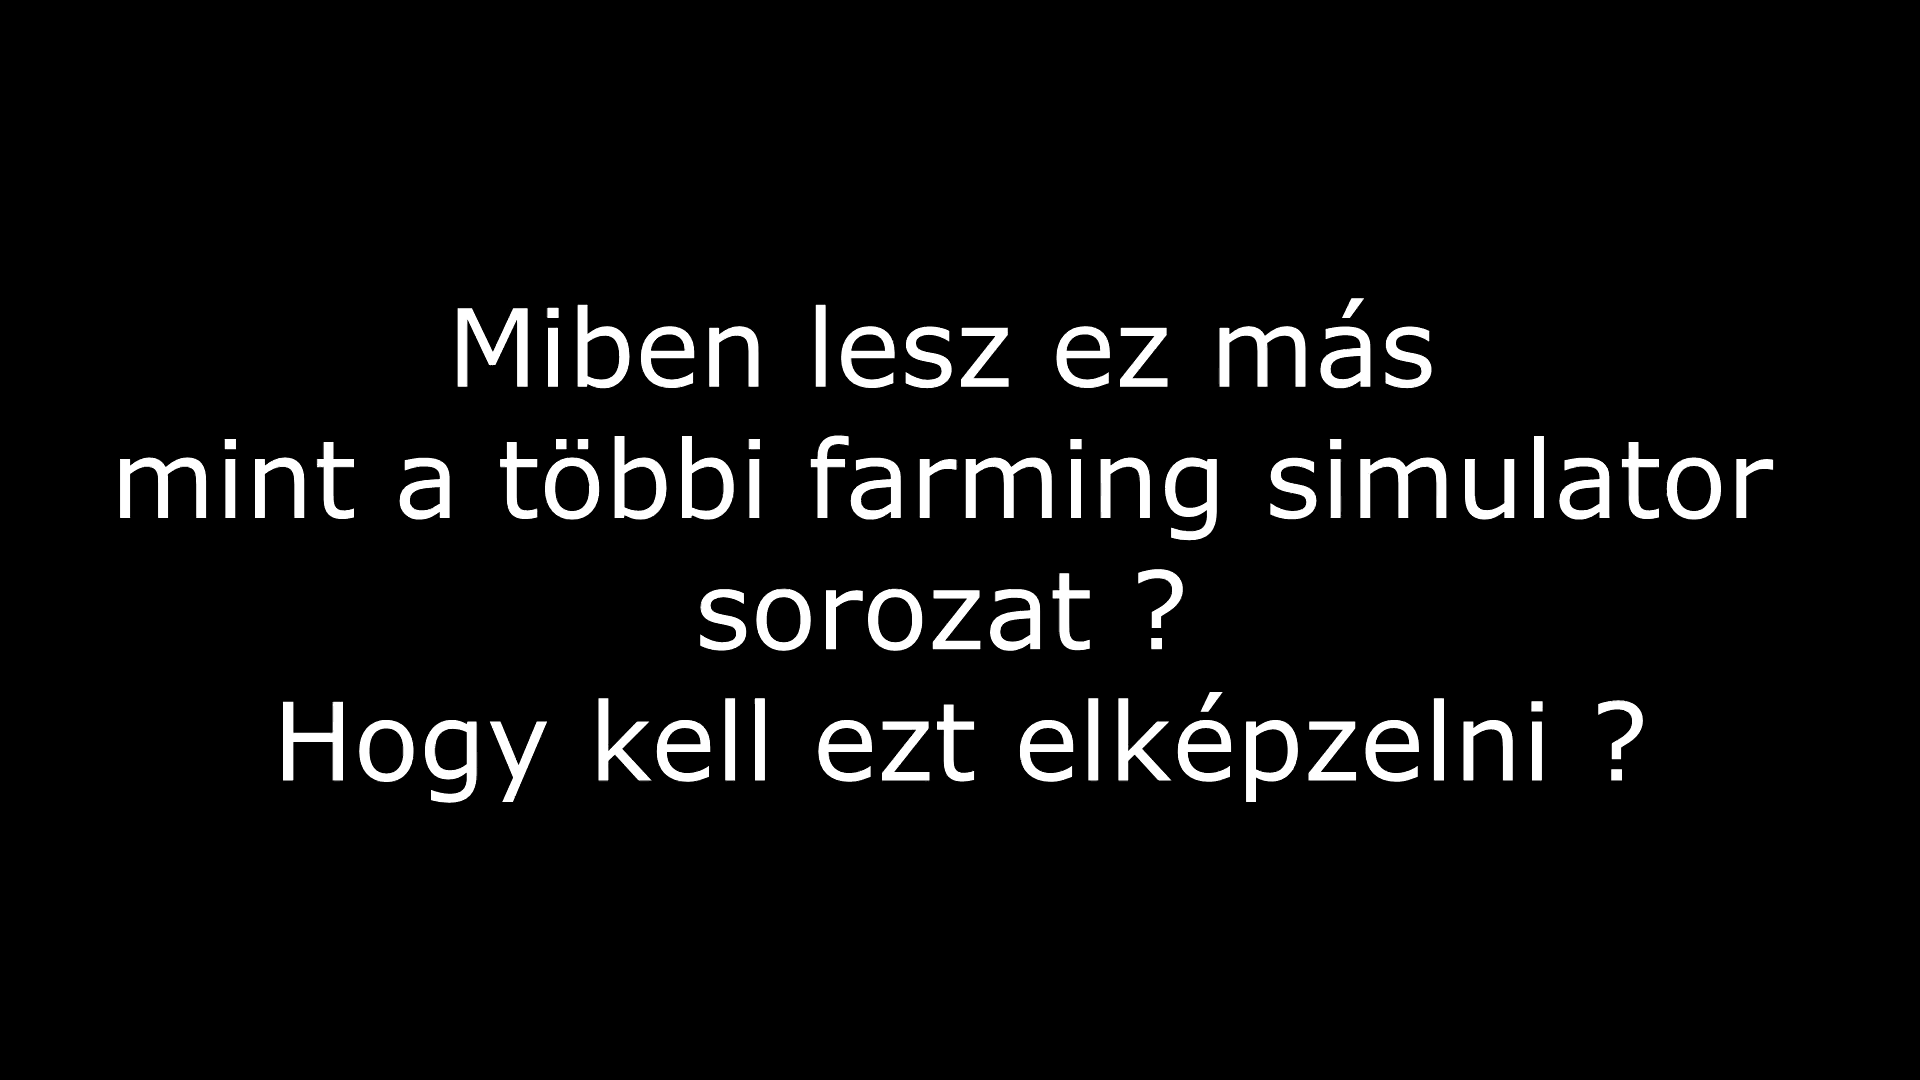 Miben lesz ez más
mint a többi farming simulator
sorozat ?
Hogy kell ezt elképzelni ?